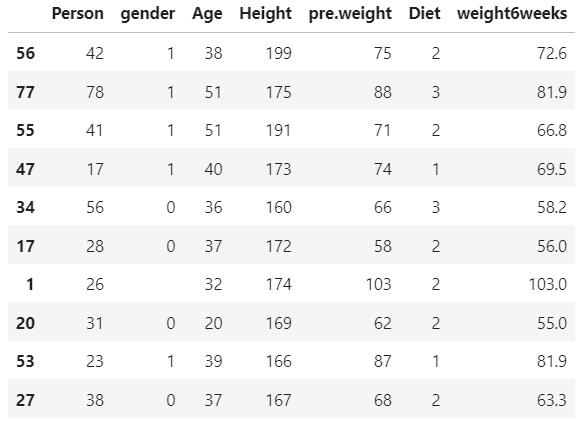 Person gender Age Height pre.weight Diet weight6weeks
56 42 1 38 199 75 2 72.6
77 78 1 51 175 88 3 81.9
55 41 1 51 191 71 2 66.8
47 17 1 40 173 74 1 69.5
34 56 0 36 160 66 3 58.2
17 28 0 37 172 58 2 56.0
1 26 32 174 103 2 103.0
20 31 0 20 169 62 2 55.0
53 23 1 39 166 87 1 81.9
27 38 0 37 167 68 2 63.3